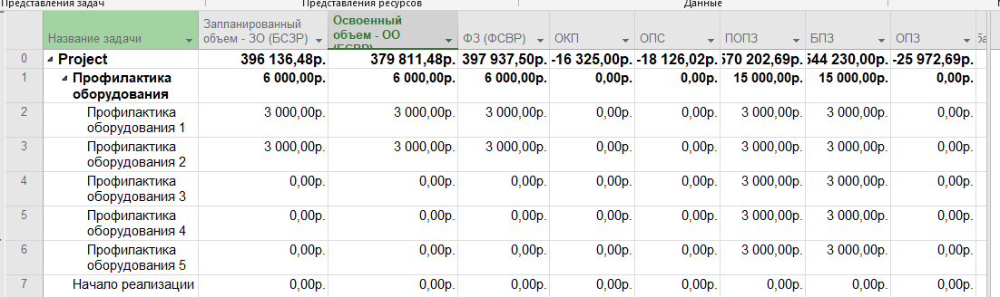 Представления задач Представления ресурсов Данные
Название задачи Запланированный объем - ЗО (БСЗР) Освоенный объем - ОО (БСВР) ФЗ (ФСВР) ОКП ОПС ПОПЗ БПЗ ОПЗ
0 Project 396 136,48р. 379 811,48р. 397 937,50р. -16 325,00р. -18 126,02р. 570 202,69р. 544 230,00р. -25 972,69р.
1 Профилактика оборудования 6 000,00р. 6 000,00р. 6 000,00р. 0,00р. 0,00р. 15 000,00р. 15 000,00р. 0,00р.
2 Профилактика оборудования 1 3 000,00р. 3 000,00р. 3 000,00р. 0,00р. 0,00р. 3 000,00р. 3 000,00р. 0,00р.
3 Профилактика оборудования 2 3 000,00р. 3 000,00р. 3 000,00р. 0,00р. 0,00р. 3 000,00р. 3 000,00р. 0,00р.
4 Профилактика оборудования 3 0,00р. 0,00р. 0,00р. 0,00р. 0,00р. 3 000,00р. 3 000,00р. 0,00р.
5 Профилактика оборудования 4 0,00р. 0,00р. 0,00р. 0,00р. 0,00р. 3 000,00р. 3 000,00р. 0,00р.
6 Профилактика оборудования 5 0,00р. 0,00р. 0,00р. 0,00р. 0,00р. 3 000,00р. 3 000,00р. 0,00р.
7 Начало реализации 0,00р. 0,00р. 0,00р. 0,00р. 0,00р. 0,00р. 0,00р. 0,00р.